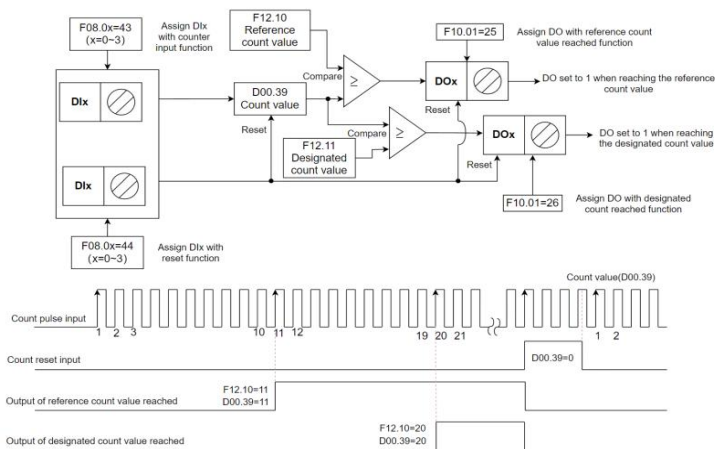 F08.0x=43
(x=0~3)
Assign DIx
with counter
input function
F12.10
Reference
count value
F10.01=25
Assign DO with reference count
value reached function
Compare
DIx
D00.39
Count value
≥
DOx
DO set to 1 when reaching the reference
count value
Reset
Reset
Compare
≥
F12.11
Designated
count value
DOx
DO set to 1 when reaching
the designated count value
Reset
DIx
F10.01=26
Assign DO with designated
count reached function
F08.0x=44
(x=0~3)
Assign DIx with
reset function
Count value(D00.39)
Count pulse input
1 2 3 10 11 12 19 20 21 1 2
Count reset input
D00.39=0
F12.10=11
D00.39=11
Output of reference count value reached
F12.10=20
D00.39=20
Output of designated count value reached